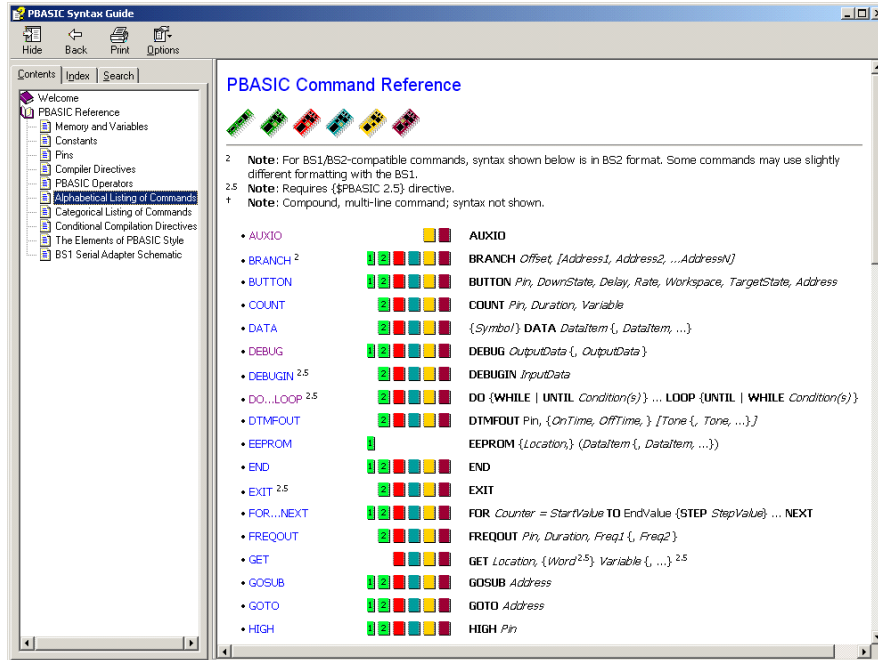 PBASIC Syntax Guide
Hide Back Print Options
Contents Index Search
Welcome
PBASIC Reference
Memory and Variables
Constants
Pins
Compiler Directives
PBASIC Operators
Alphabetical Listing of Commands
Categorical Listing of Commands
Conditional Compilation Directives
The Elements of PBASIC Style
BS1 Serial Adapter Schematic
PBASIC Command Reference
2 Note: For BS1/BS2-compatible commands, syntax shown below is in BS2 format. Some commands may use slightly
different formatting with the BS1.
2.5 Note: Requires {$PBASIC 2.5} directive.
† Note: Compound, multi-line command; syntax not shown.
• AUXIO AUXIO
• BRANCH 2 1 2 BRANCH Offset, [Address1, Address2, ...AddressN]
• BUTTON 1 2 BUTTON Pin, DownState, Delay, Rate, Workspace, TargetState, Address
• COUNT 2 COUNT Pin, Duration, Variable
• DATA 2 {Symbol} DATA DataItem {, DataItem, ...}
• DEBUG 1 2 DEBUG OutputData {, OutputData}
• DEBUGIN 2.5 2 DEBUGIN InputData
• DO...LOOP 2.5 2 DO {WHILE | UNTIL Condition(s)} ... LOOP {UNTIL | WHILE Condition(s)}
• DTMFOUT 2 DTMFOUT Pin, {OnTime, OffTime, } [Tone {, Tone, ...}]
• EEPROM 1 EEPROM {Location,} (DataItem {, DataItem, ...})
• END 1 2 END
• EXIT 2.5 2 EXIT
• FOR...NEXT 1 2 FOR Counter = StartValue TO EndValue {STEP StepValue} ... NEXT
• FREQOUT 2 FREQOUT Pin, Duration, Freq1 {, Freq2}
• GET GET Location, {Word 2.5} Variable {, ...} 2.5
• GOSUB 1 2 GOSUB Address
• GOTO 1 2 GOTO Address
• HIGH 1 2 HIGH Pin